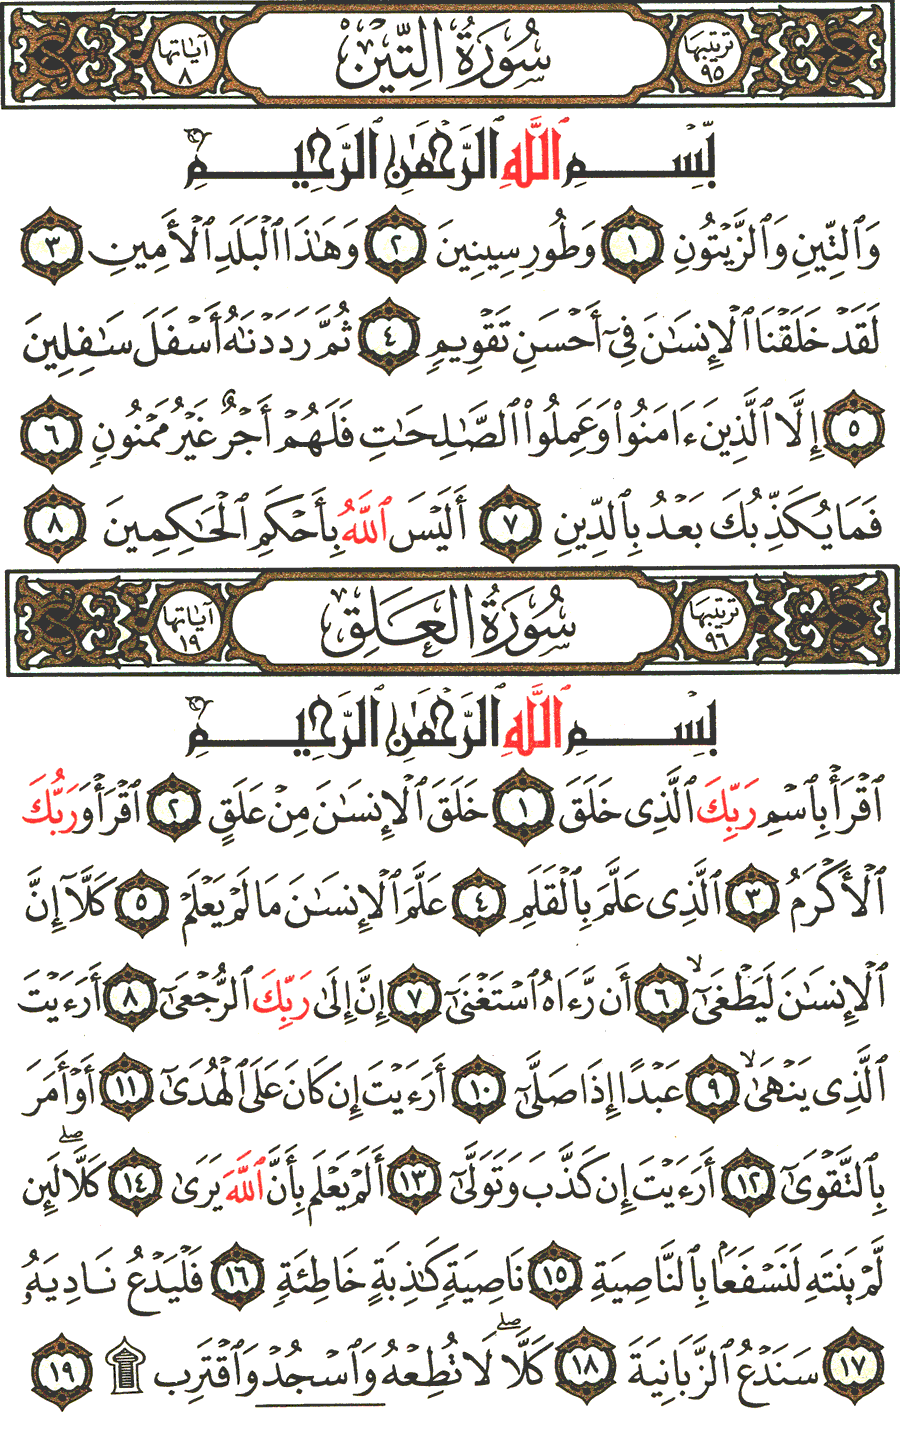 ترتيبها ٩٥ سُورَةُ التِّينِ آياتها ٨
بِّسْمِ ٱللَّهِ ٱلرَّحْمَٰنِ ٱلرَّحِيمِ
وَٱلتِّينِ وَٱلزَّيْتُونِ ١ وَطُورِ سِينِينَ ٢ وَهَٰذَا ٱلْبَلَدِ ٱلْأَمِينِ ٣
لَقَدْ خَلَقْنَا ٱلْإِنسَٰنَ فِىٓ أَحْسَنِ تَقْوِيمٍ ٤ ثُمَّ رَدَدْنَٰهُ أَسْفَلَ سَٰفِلِينَ
٥ إِلَّا ٱلَّذِينَ ءَامَنُوا۟ وَعَمِلُوا۟ ٱلصَّٰلِحَٰتِ فَلَهُمْ أَجْرٌ غَيْرُ مَمْنُونٍ ٦
فَمَا يُكَذِّبُكَ بَعْدُ بِٱلدِّينِ ٧ أَلَيْسَ ٱللَّهُ بِأَحْكَمِ ٱلْحَٰكِمِينَ ٨
ترتيبها ٩٦ سُورَةُ العَلَقِ آياتها ١٩
بِسْمِ ٱللَّهِ ٱلرَّحْمَٰنِ ٱلرَّحِيمِ
ٱقْرَأْ بِٱسْمِ رَبِّكَ ٱلَّذِى خَلَقَ ١ خَلَقَ ٱلْإِنسَٰنَ مِنْ عَلَقٍ ٢ ٱقْرَأْ وَرَبُّكَ
ٱلْأَكْرَمُ ٣ ٱلَّذِى عَلَّمَ بِٱلْقَلَمِ ٤ عَلَّمَ ٱلْإِنسَٰنَ مَا لَمْ يَعْلَمْ ٥ كَلَّآ إِنَّ
ٱلْإِنسَٰنَ لَيَطْغَىٰٓ ۙ ٦ أَن رَّءَاهُ ٱسْتَغْنَىٰٓ ٧ إِنَّ إِلَىٰ رَبِّكَ ٱلرُّجْعَىٰٓ ٨ أَرَءَيْتَ
ٱلَّذِى يَنْهَىٰ ۙ ٩ عَبْدًا إِذَا صَلَّىٰٓ ١٠ أَرَءَيْتَ إِن كَانَ عَلَى ٱلْهُدَىٰٓ ١١ أَوْ أَمَرَ
بِٱلتَّقْوَىٰٓ ١٢ أَرَءَيْتَ إِن كَذَّبَ وَتَوَلَّىٰٓ ١٣ أَلَمْ يَعْلَم بِأَنَّ ٱللَّهَ يَرَىٰ ١٤ كَلَّا ۖ لَئِن
لَّمْ يَنتَهِ لَنَسْفَعًۢا بِٱلنَّاصِيَةِ ١٥ نَاصِيَةٍ كَٰذِبَةٍ خَاطِئَةٍ ١٦ فَلْيَدْعُ نَادِيَهُۥ
١٧ سَنَدْعُ ٱلزَّبَانِيَةَ ١٨ كَلَّا ۖ لَا تُطِعْهُ وَٱسْجُدْ وَٱقْتَرِب ۩ ١٩